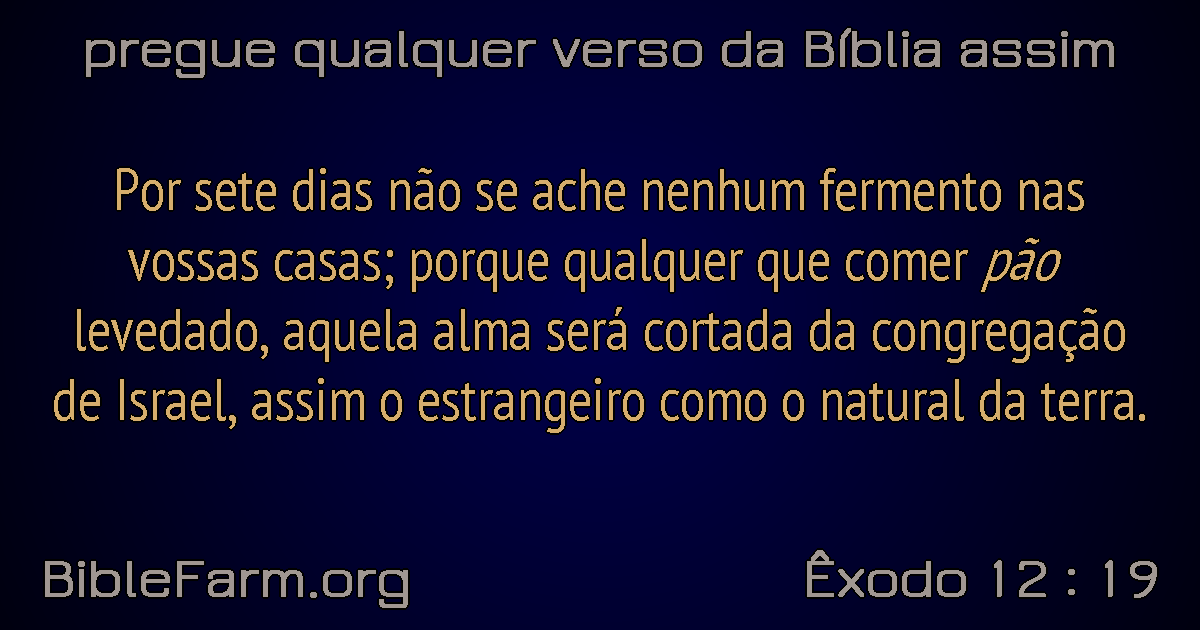 pregue qualquer verso da Bíblia assim
Por sete dias não se ache nenhum fermento nas
vossas casas; porque qualquer que comer pão
levedado, aquela alma será cortada da congregação
de Israel, assim o estrangeiro como o natural da terra.
BibleFarm.org
Êxodo 12 : 19